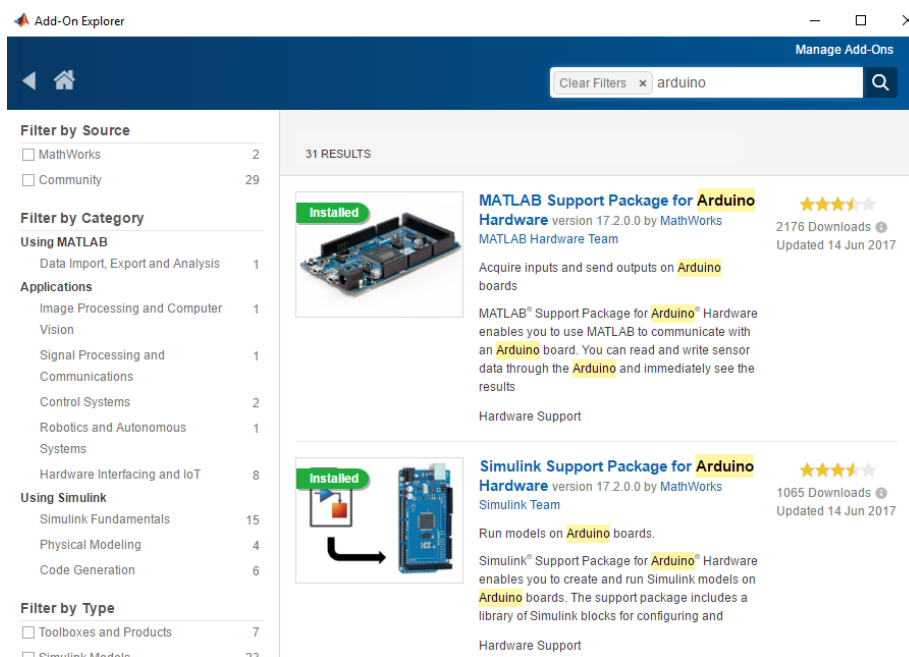 Add-On Explorer
Manage Add-Ons
Clear Filters × arduino
Filter by Source
MathWorks 2
Community 29
Filter by Category
Using MATLAB
Data Import, Export and Analysis 1
Applications
Image Processing and Computer 1
Vision
Signal Processing and 1
Communications
Control Systems 2
Robotics and Autonomous 1
Systems
Hardware Interfacing and IoT 8
Using Simulink
Simulink Fundamentals 15
Physical Modeling 4
Code Generation 6
Filter by Type
Toolboxes and Products 7
Simulink Models 23
31 RESULTS
Installed
MATLAB Support Package for Arduino
Hardware version 17.2.0.0 by MathWorks
MATLAB Hardware Team
Acquire inputs and send outputs on Arduino
boards
MATLAB® Support Package for Arduino® Hardware
enables you to use MATLAB to communicate with
an Arduino board. You can read and write sensor
data through the Arduino and immediately see the
results
Hardware Support
2176 Downloads
Updated 14 Jun 2017
Installed
Simulink Support Package for Arduino
Hardware version 17.2.0.0 by MathWorks
Simulink Team
Run models on Arduino boards.
Simulink® Support Package for Arduino® Hardware
enables you to create and run Simulink models on
Arduino boards. The support package includes a
library of Simulink blocks for configuring and
Hardware Support
1065 Downloads
Updated 14 Jun 2017